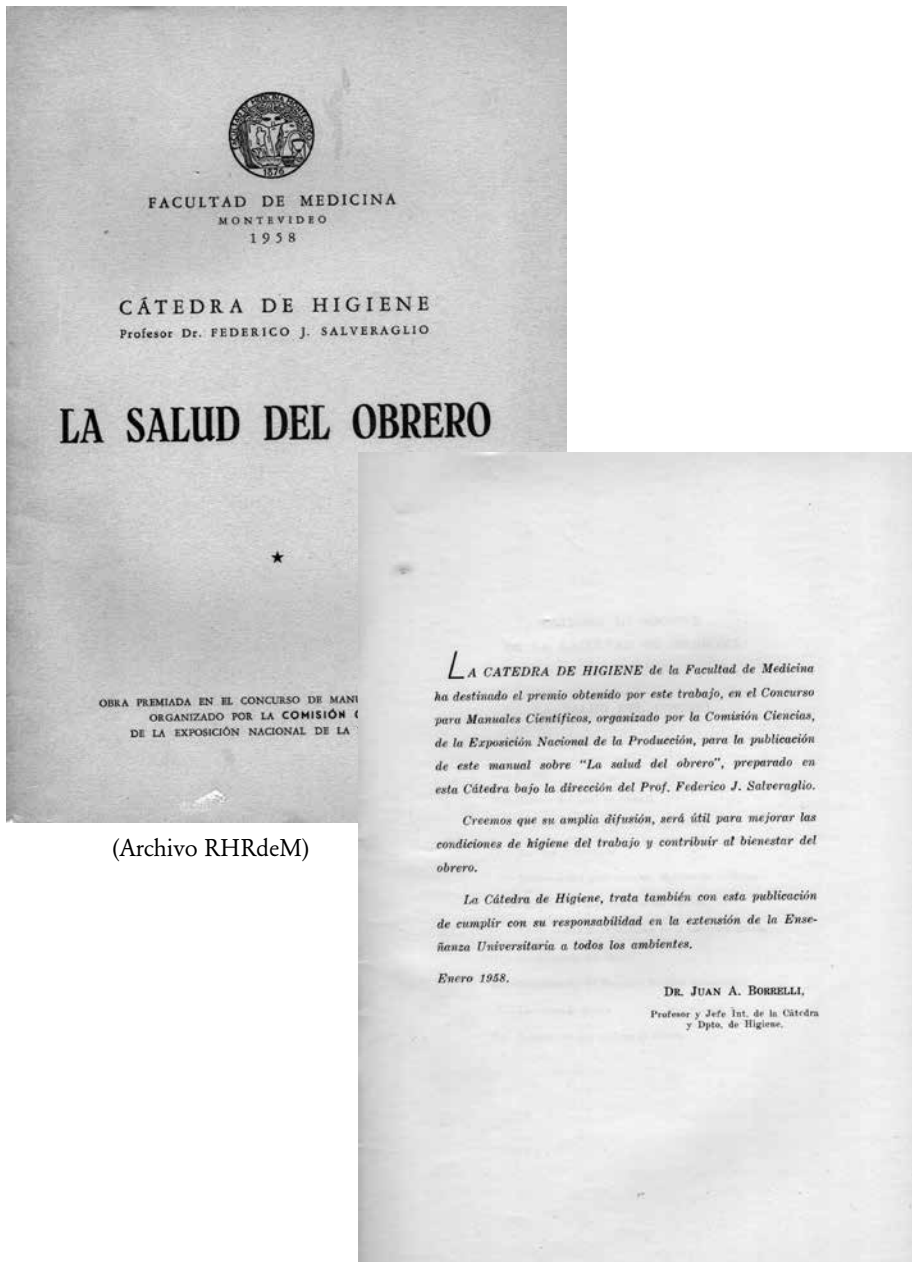 1876
FACULTAD DE MEDICINA
MONTEVIDEO
1958
CÁTEDRA DE HIGIENE
Profesor Dr. FEDERICO J. SALVERAGLIO
LA SALUD DEL OBRERO
★
OBRA PREMIADA EN EL CONCURSO DE
ORGANIZADO POR LA COMISIÓN
DE LA EXPOSICIÓN NACIONAL DE LA
(Archivo RHRdeM)
LA CATEDRA DE HIGIENE de la Facultad de Medicina
ha destinado el premio obtenido por este trabajo, en el Concurso
para Manuales Científicos, organizado por la Comisión Ciencias,
de la Exposición Nacional de la Producción, para la publicación
de este manual sobre "La salud del obrero", preparado en
esta Cátedra bajo la dirección del Prof. Federico J. Salveraglio.
Creemos que su amplia difusión, será útil para mejorar las
condiciones de higiene del trabajo y contribuir al bienestar del
obrero.
La Cátedra de Higiene, trata también con esta publicación
de cumplir con su responsabilidad en la extensión de la Ense-
ñanza Universitaria a todos los ambientes.
Enero 1958.
DR. JUAN A. BORRELLI,
Profesor y Jefe Int. de la Cátedra
y Dpto. de Higiene.